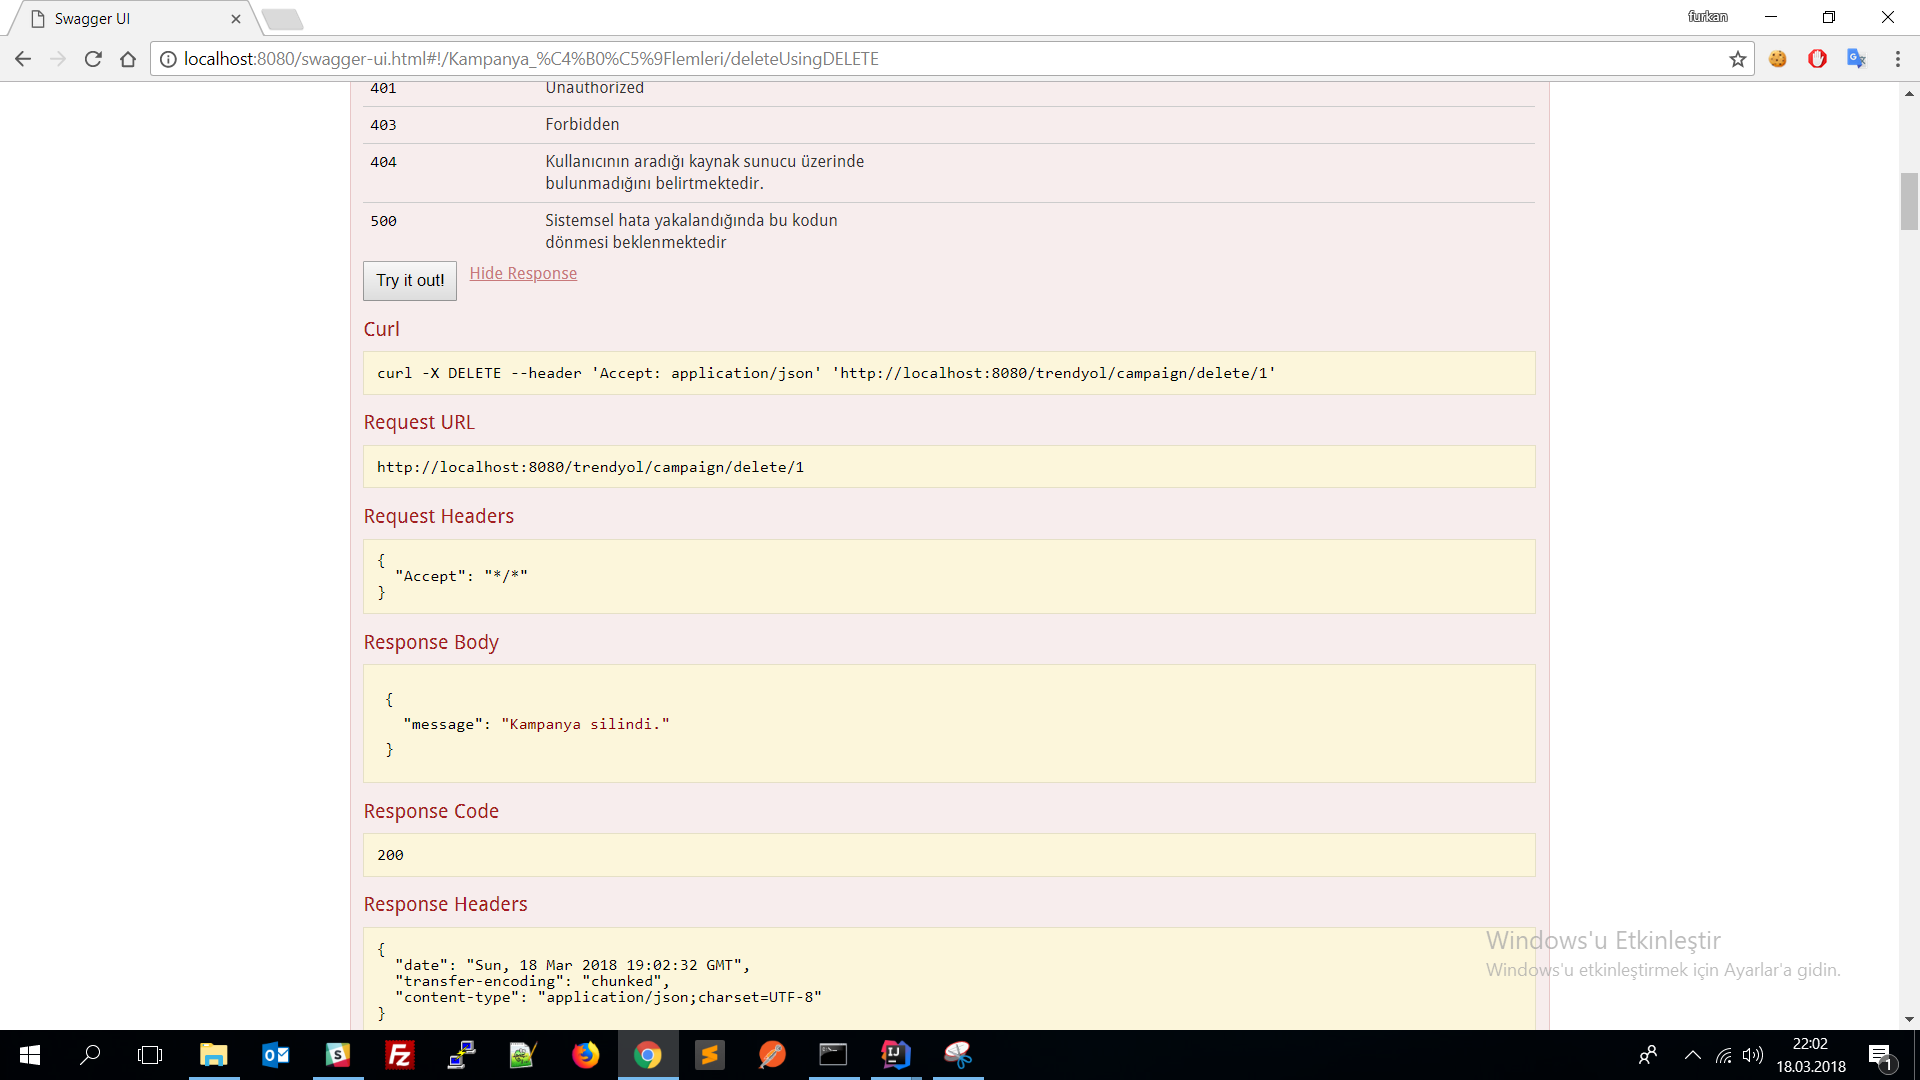 Swagger UI
furkan
localhost:8080/swagger-ui.html#!/Kampanya_%C4%B0%C5%9Flemleri/deleteUsingDELETE
401 Unauthorized
403 Forbidden
404 Kullanıcının aradığı kaynak sunucu üzerinde
bulunmadığını belirtmektedir.
500 Sistemsel hata yakalandığında bu kodun
dönmesi beklenmektedir
Try it out! Hide Response
Curl
curl -X DELETE --header 'Accept: application/json' 'http://localhost:8080/trendyol/campaign/delete/1'
Request URL
http://localhost:8080/trendyol/campaign/delete/1
Request Headers
{
"Accept": "*/*"
}
Response Body
{
"message": "Kampanya silindi."
}
Response Code
200
Response Headers
{
"date": "Sun, 18 Mar 2018 19:02:32 GMT",
"transfer-encoding": "chunked",
"content-type": "application/json;charset=UTF-8"
}
Windows'u Etkinleştir
Windows'u etkinleştirmek için Ayarlar'a gidin.
22:02
18.03.2018
1